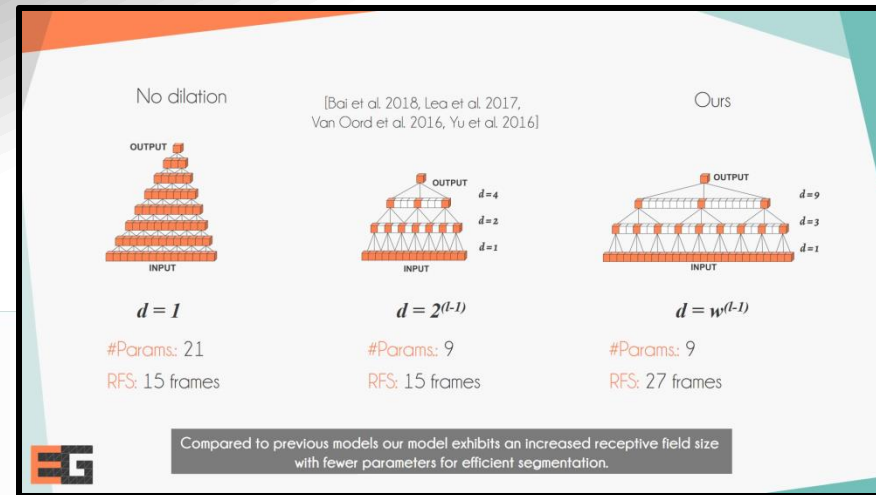 No dilation
[Bai et al. 2018, Lea et al. 2017,
Van Oord et al. 2016, Yu et al. 2016]
Ours
OUTPUT
INPUT
OUTPUT
d=4
d=2
d=1
INPUT
OUTPUT
d=9
d=3
d=1
INPUT
d = 1
d = 2(l-1)
d = w(l-1)
#Params.: 21
#Params.: 9
#Params.: 9
RFS: 15 frames
RFS: 15 frames
RFS: 27 frames
Compared to previous models our model exhibits an increased receptive field size
with fewer parameters for efficient segmentation.
EG